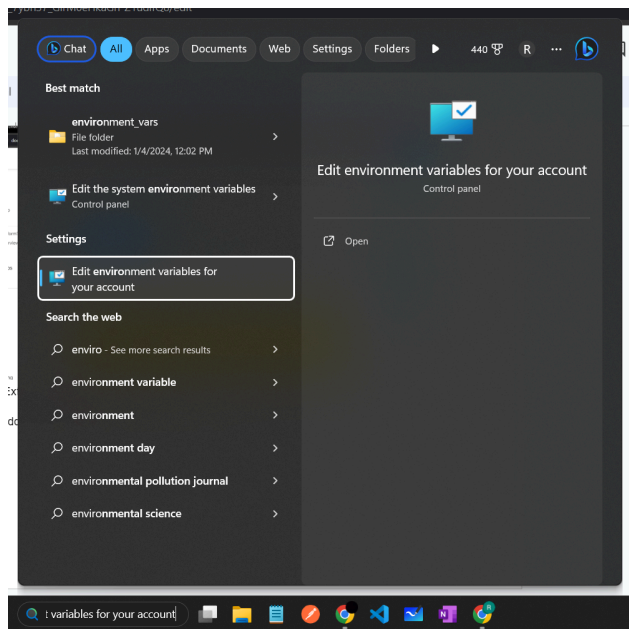 Chat All Apps Documents Web Settings Folders 440 R
Best match
environment_vars
File folder
Last modified: 1/4/2024, 12:02 PM
Edit the system environment variables
Control panel
Settings
Edit environment variables for
your account
Search the web
enviro - See more search results
environment variable
environment
environment day
environmental pollution journal
environmental science
Edit environment variables for your account
Control panel
Open
t variables for your account